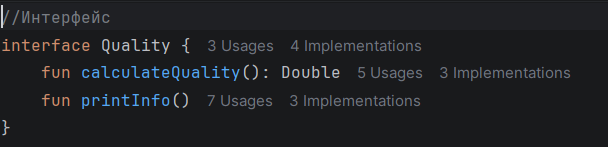 //Интерфейс
interface Quality { 3 Usages 4 Implementations
fun calculateQuality(): Double 5 Usages 3 Implementations
fun printInfo() 7 Usages 3 Implementations
}